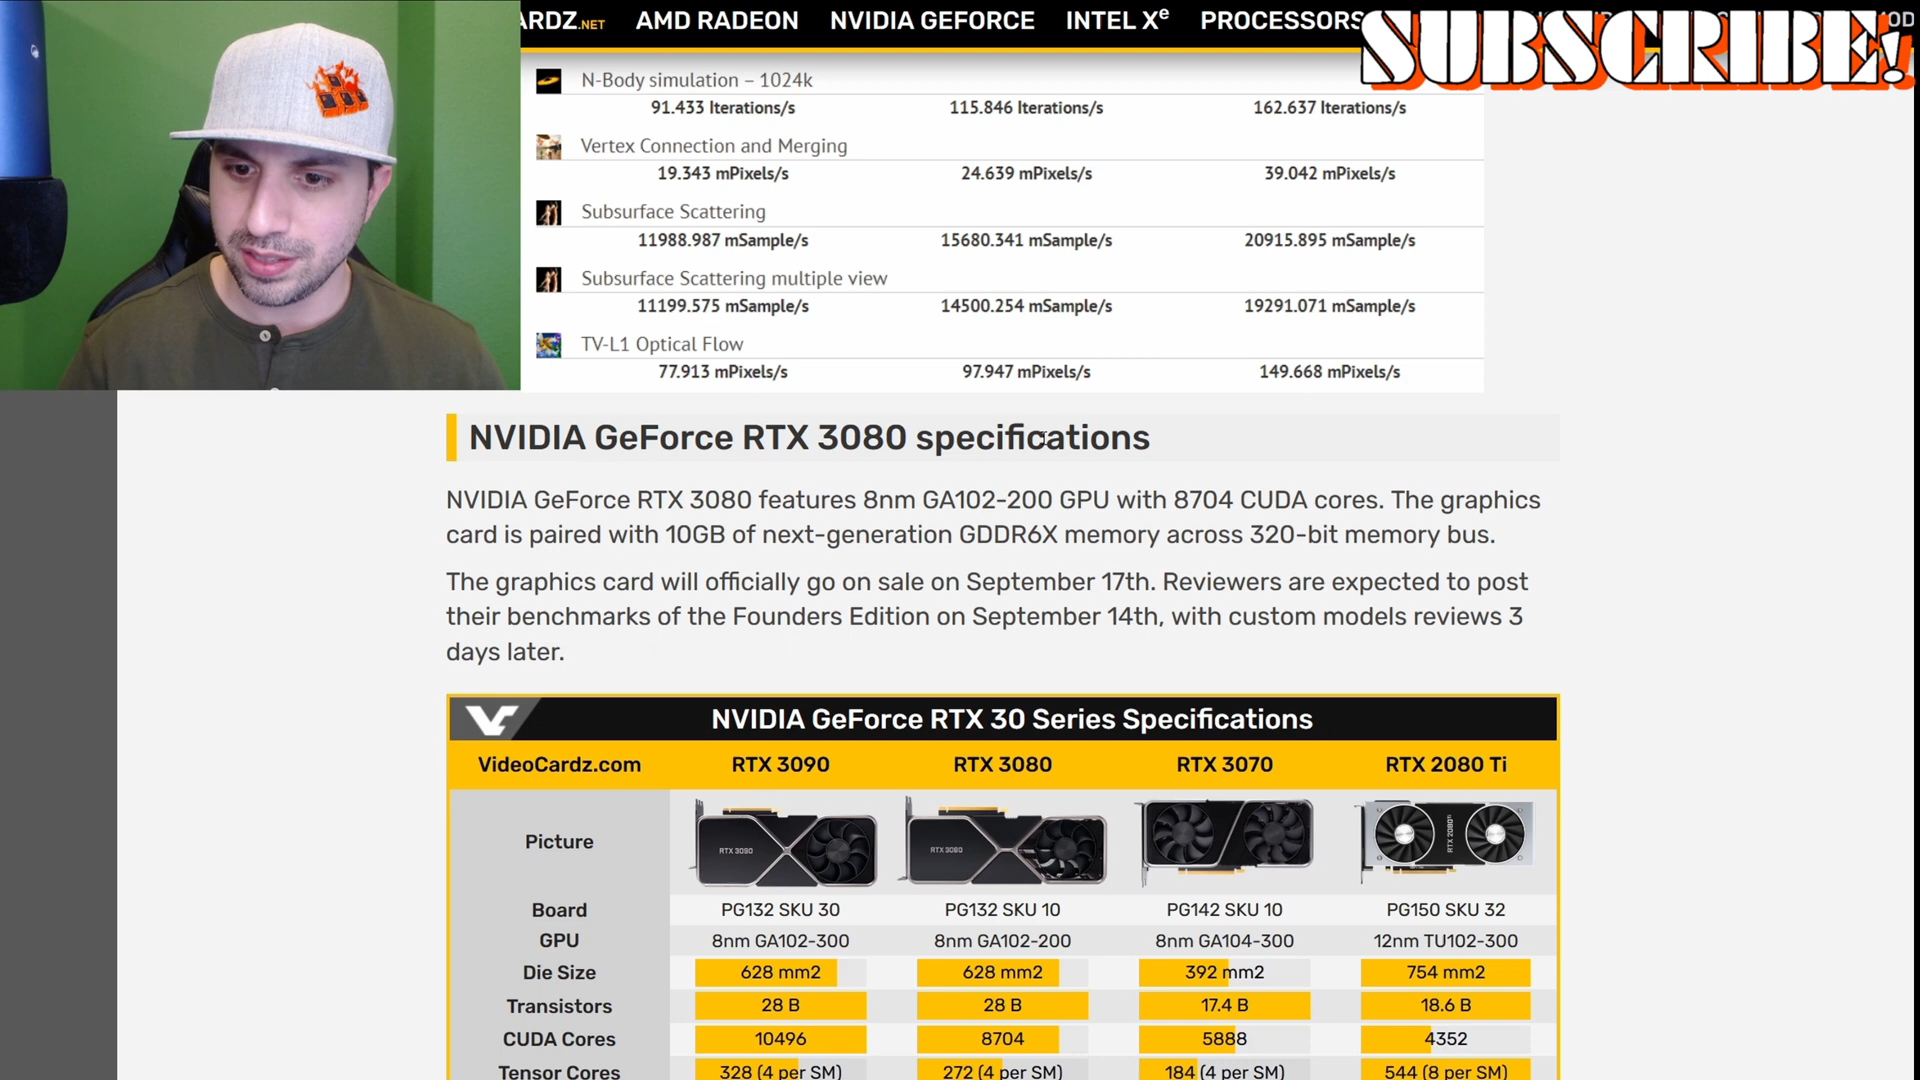 ARDZ.NET AMD RADEON NVIDIA GEFORCE INTEL Xe PROCESSORS
SUBSCRIBE!
N-Body simulation – 1024k
91.433 Iterations/s 115.846 Iterations/s 162.637 Iterations/s
Vertex Connection and Merging
19.343 mPixels/s 24.639 mPixels/s 39.042 mPixels/s
Subsurface Scattering
11988.987 mSample/s 15680.341 mSample/s 20915.895 mSample/s
Subsurface Scattering multiple view
11199.575 mSample/s 14500.254 mSample/s 19291.071 mSample/s
TV-L1 Optical Flow
77.913 mPixels/s 97.947 mPixels/s 149.668 mPixels/s
NVIDIA GeForce RTX 3080 specifications
NVIDIA GeForce RTX 3080 features 8nm GA102-200 GPU with 8704 CUDA cores. The graphics
card is paired with 10GB of next-generation GDDR6X memory across 320-bit memory bus.
The graphics card will officially go on sale on September 17th. Reviewers are expected to post
their benchmarks of the Founders Edition on September 14th, with custom models reviews 3
days later.
NVIDIA GeForce RTX 30 Series Specifications
VideoCardz.com RTX 3090 RTX 3080 RTX 3070 RTX 2080 Ti
Picture RTX 3090 RTX 3080 RTX 2080 Ti
Board PG132 SKU 30 PG132 SKU 10 PG142 SKU 10 PG150 SKU 32
GPU 8nm GA102-300 8nm GA102-200 8nm GA104-300 12nm TU102-300
Die Size 628 mm2 628 mm2 392 mm2 754 mm2
Transistors 28 B 28 B 17.4 B 18.6 B
CUDA Cores 10496 8704 5888 4352
Tensor Cores 328 (4 per SM) 272 (4 per SM) 184 (4 per SM) 544 (8 per SM)